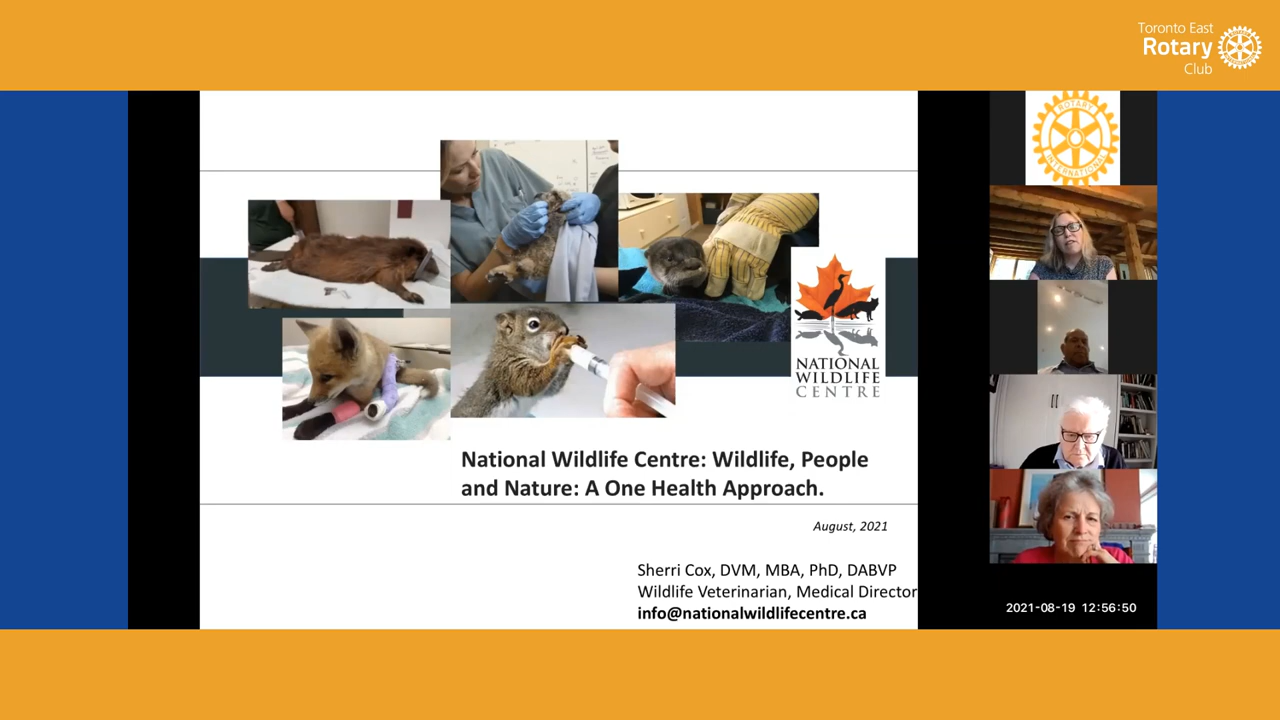 Toronto East
Rotary
Club
ROTARY
INTERNATIONAL
NATIONAL
WILDLIFE
CENTRE
National Wildlife Centre: Wildlife, People
and Nature: A One Health Approach.
August, 2021
Sherri Cox, DVM, MBA, PhD, DABVP
Wildlife Veterinarian, Medical Director
info@nationalwildlifecentre.ca
2021-08-19 12:56:50